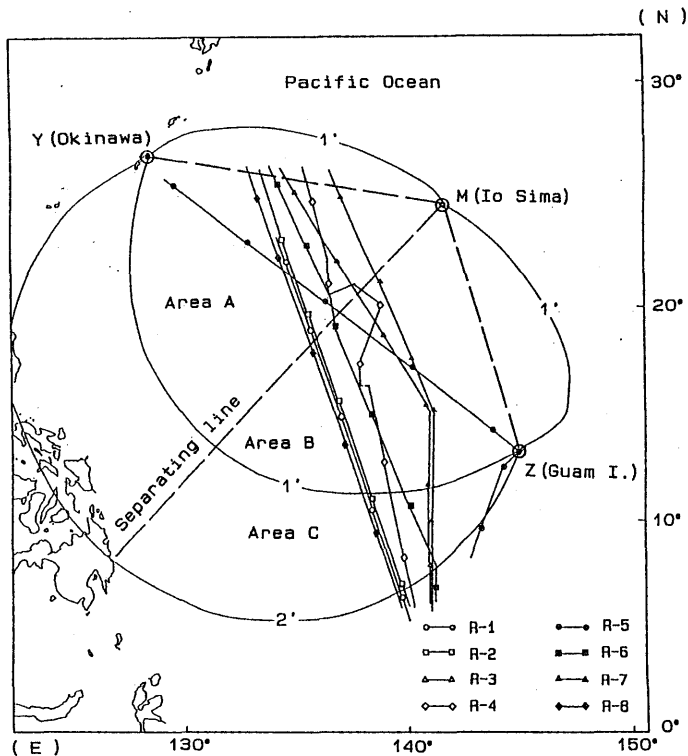 ( N )
Pacific Ocean
30°
Y (Okinawa)
1'
M (Io Sima)
Area A
1'
20°
Separating line
Area B
Z (Guam I.)
1'
Area C
10°
2'
R-1
R-5
R-2
R-6
R-3
R-7
R-4
R-8
0°
( E )
130°
140°
150°